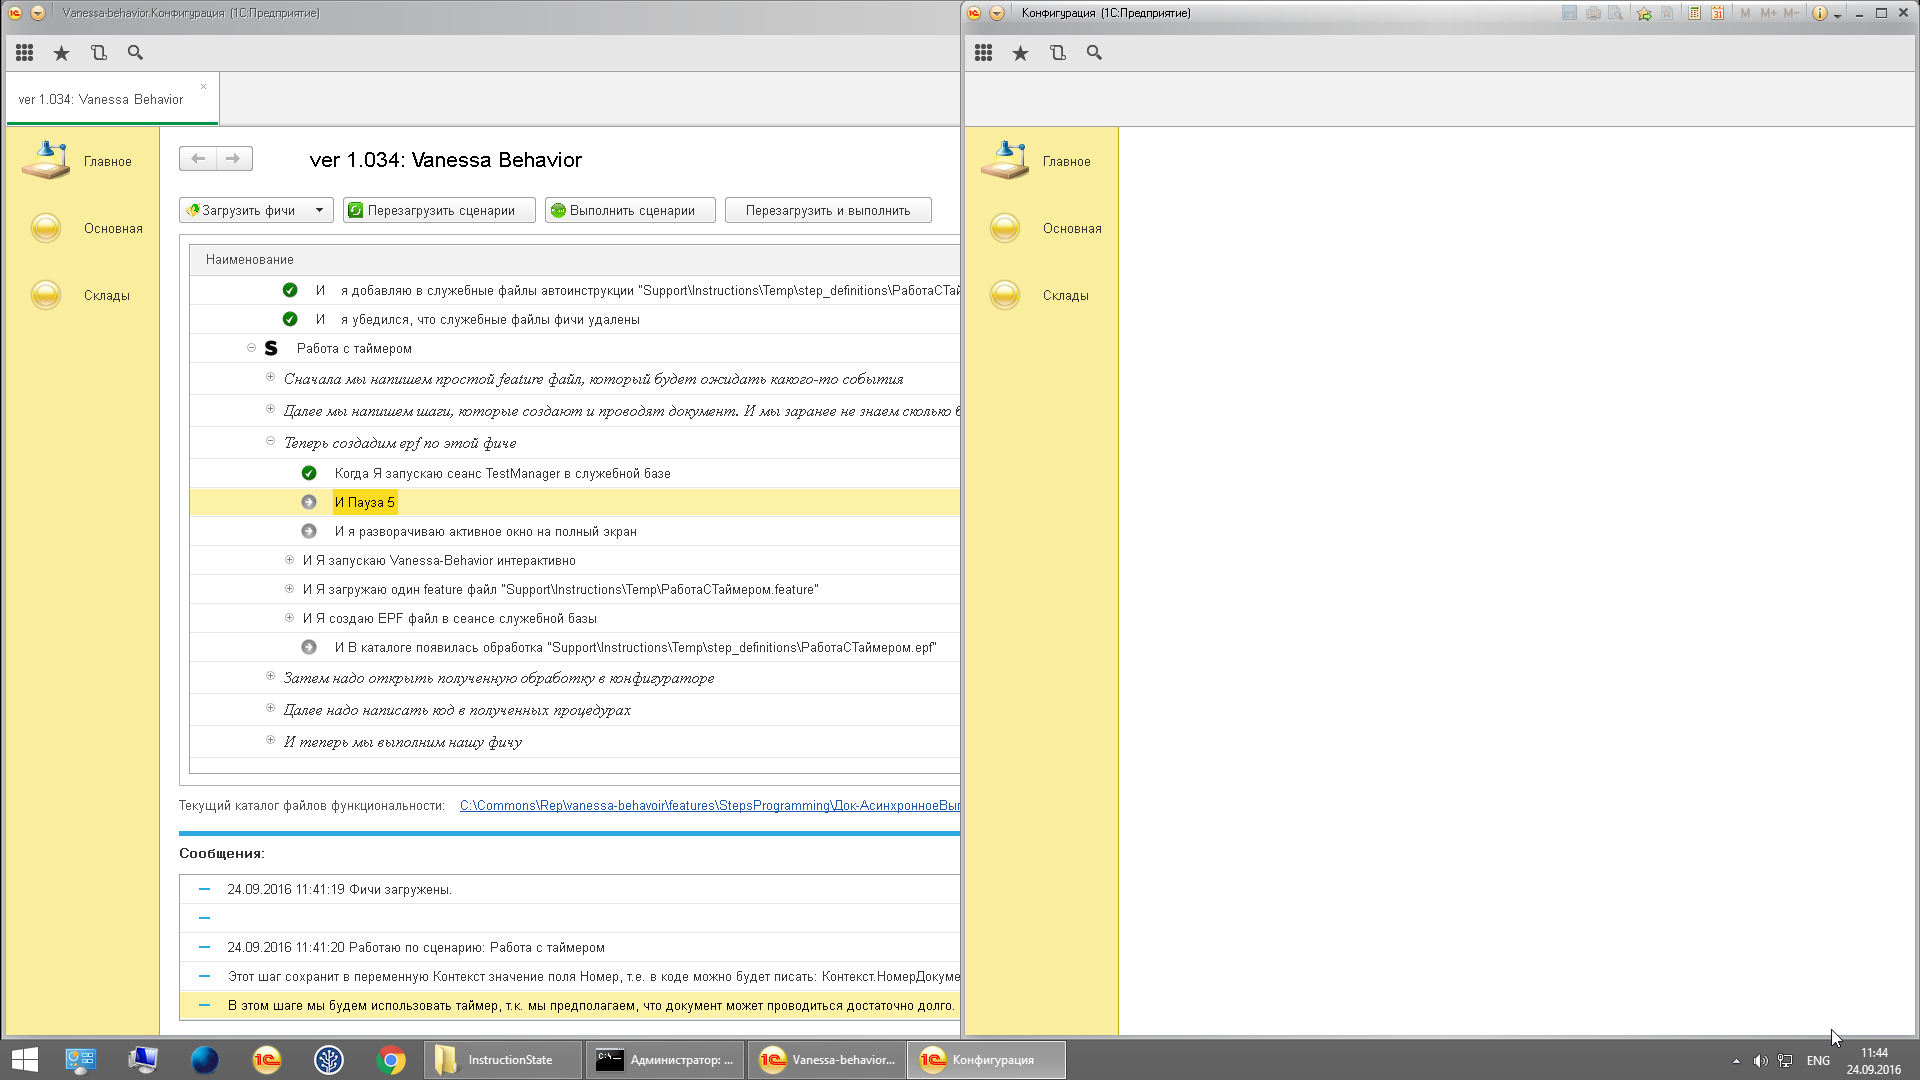 Vanessa-behavior.Конфигурация (1С:Предприятие)
ver 1.034: Vanessa Behavior
Главное
Основная
Склады
ver 1.034: Vanessa Behavior
Загрузить фичи
Перезагрузить сценарии
Выполнить сценарии
Перезагрузить и выполнить
Наименование
И я добавляю в служебные файлы автоинструкции "Support\Instructions\Temp\step_definitions\РаботаСТай
И я убедился, что служебные файлы фичи удалены
S Работа с таймером
Сначала мы напишем простой feature файл, который будет ожидать какого-то события
Далее мы напишем шаги, которые создают и проводят документ. И мы заранее не знаем сколько б
Теперь создадим epf по этой фиче
Когда Я запускаю сеанс TestManager в служебной базе
И Пауза 5
И я разворачиваю активное окно на полный экран
И Я запускаю Vanessa-Behavior интерактивно
И Я загружаю один feature файл "Support\Instructions\Temp\РаботаСТаймером.feature"
И Я создаю EPF файл в сеансе служебной базы
И В каталоге появилась обработка "Support\Instructions\Temp\step_definitions\РаботаСТаймером.epf"
Затем надо открыть полученную обработку в конфигураторе
Далее надо написать код в полученных процедурах
И теперь мы выполним нашу фичу
Текущий каталог файлов функциональности: C:\Commons\Rep\vanessa-behavoir\features\StepsProgramming\Док-АсинхронноеВып
Сообщения:
24.09.2016 11:41:19 Фичи загружены.
24.09.2016 11:41:20 Работаю по сценарию: Работа с таймером
Этот шаг сохранит в переменную Контекст значение поля Номер, т.е. в коде можно будет писать: Контекст.НомерДокуме
В этом шаге мы будем использовать таймер, т.к. мы предполагаем, что документ может проводиться достаточно долго.
Конфигурация (1С:Предприятие)
31
M M+ M-
Главное
Основная
Склады
InstructionState
Администратор: ...
Vanessa-behavior...
Конфигурация
ENG
11:44
24.09.2016